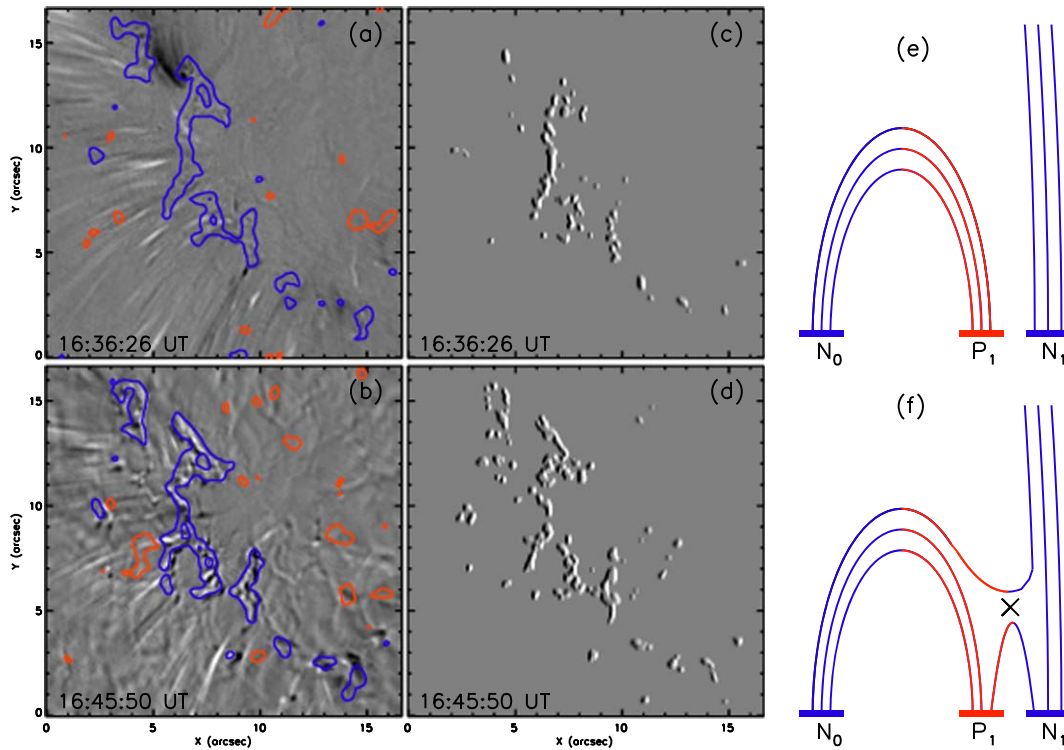 (a)
15
10
5
0
Y (arcsec)
16:36:26 UT
(c)
16:36:26 UT
(e)
N0
P1
N1
(b)
15
10
5
0
Y (arcsec)
16:45:50 UT
0
5
10
15
X (arcsec)
(d)
16:45:50 UT
0
5
10
15
X (arcsec)
(f)
N0
P1
N1